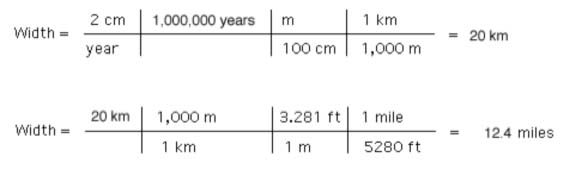 2 cm 1,000,000 years m 1 km
Width = = 20 km
year 100 cm 1,000 m
20 km 1,000 m 3.281 ft 1 mile
Width = = 12.4 miles
1 km 1 m 5280 ft